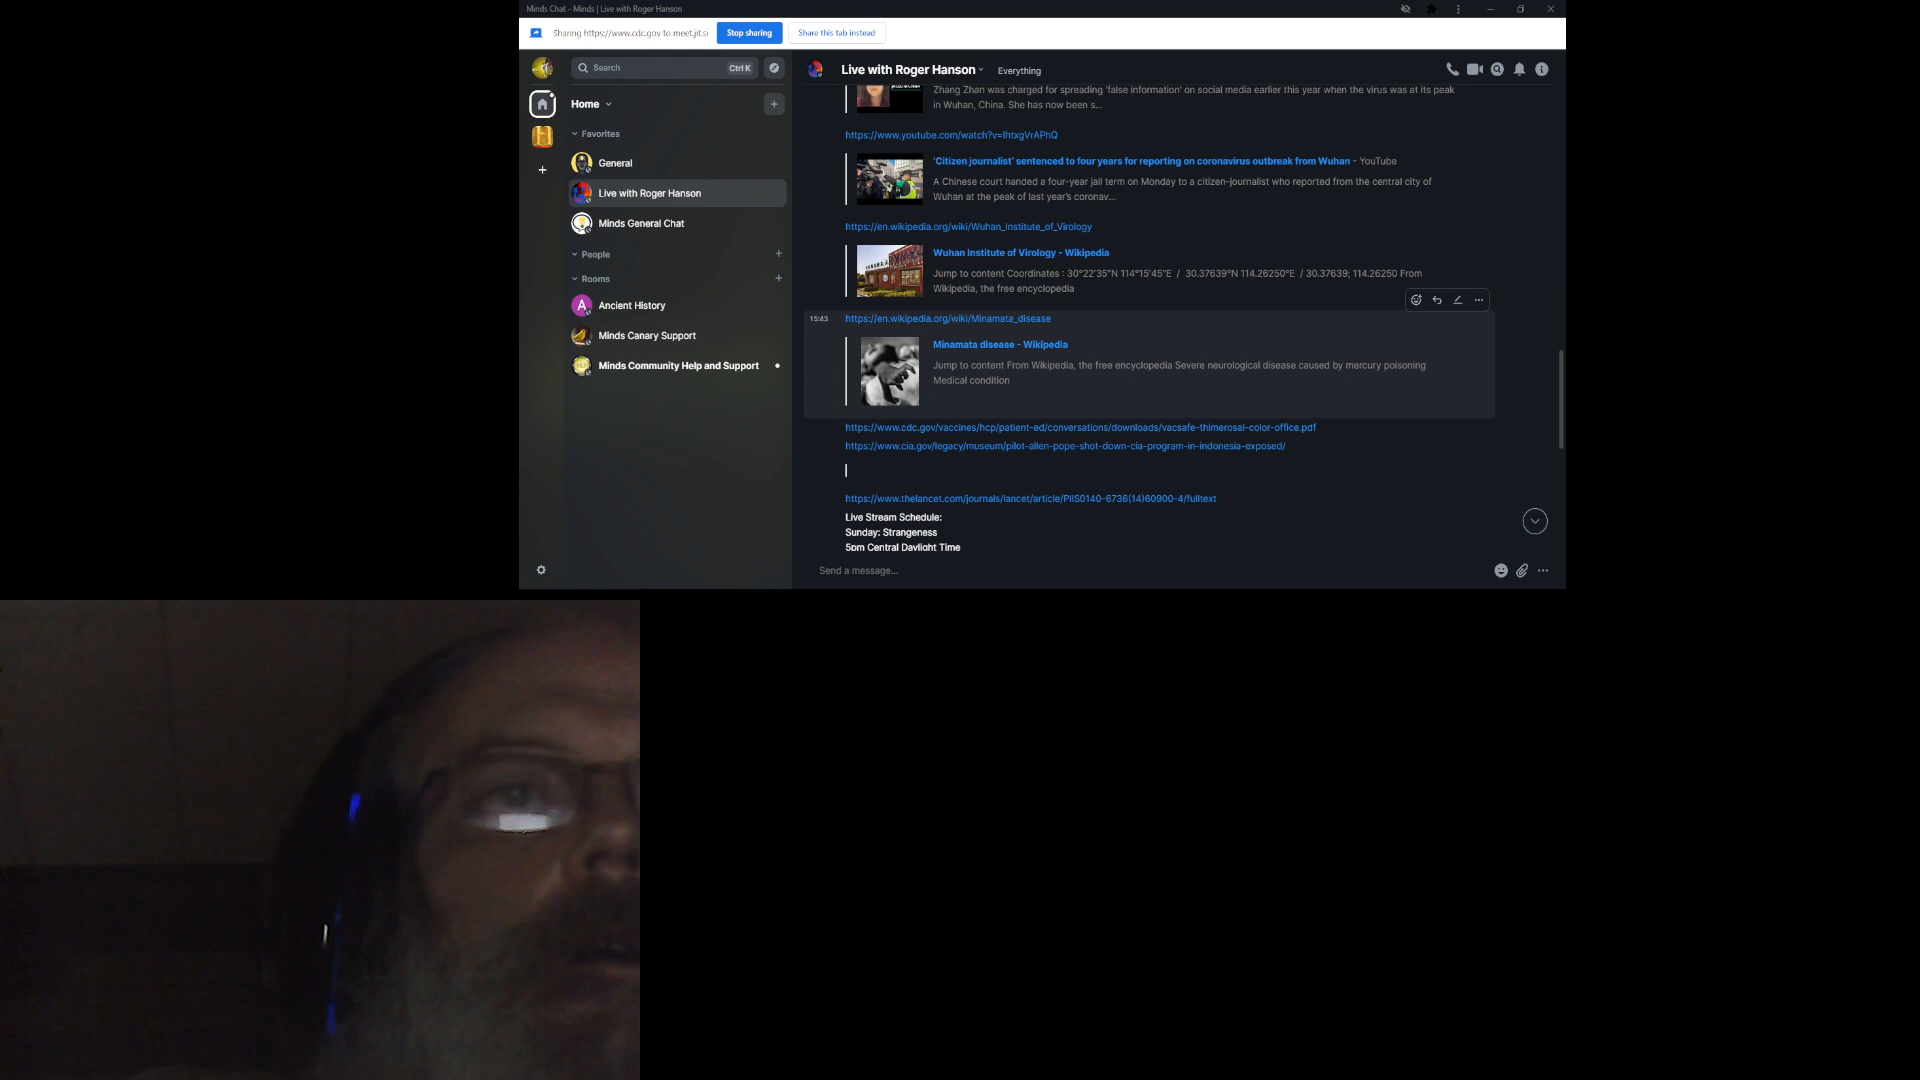 Minds Chat - Minds | Live with Roger Hanson
Sharing https://www.cdc.gov to meet.jit.si
Stop sharing
Share this tab instead
Search
Ctrl K
Home
Favorites
General
Live with Roger Hanson
Minds General Chat
People
Rooms
A
Ancient History
Minds Canary Support
Minds Community Help and Support
Live with Roger Hanson
Everything
Zhang Zhan was charged for spreading 'false information' on social media earlier this year when the virus was at its peak
in Wuhan, China. She has now been s...
https://www.youtube.com/watch?v=IhtxgVrAPhQ
'Citizen journalist' sentenced to four years for reporting on coronavirus outbreak from Wuhan - YouTube
A Chinese court handed a four-year jail term on Monday to a citizen-journalist who reported from the central city of
Wuhan at the peak of last year's coronav...
https://en.wikipedia.org/wiki/Wuhan_Institute_of_Virology
Wuhan Institute of Virology - Wikipedia
Jump to content Coordinates : 30°22'35"N 114°15'45"E / 30.37639°N 114.26250°E / 30.37639; 114.26250 From
Wikipedia, the free encyclopedia
15:43
https://en.wikipedia.org/wiki/Minamata_disease
Minamata disease - Wikipedia
Jump to content From Wikipedia, the free encyclopedia Severe neurological disease caused by mercury poisoning
Medical condition
https://www.cdc.gov/vaccines/hcp/patient-ed/conversations/downloads/vacsafe-thimerosal-color-office.pdf
https://www.cia.gov/legacy/museum/pilot-allen-pope-shot-down-cia-program-in-indonesia-exposed/
https://www.thelancet.com/journals/lancet/article/PIIS0140-6736(14)60900-4/fulltext
Live Stream Schedule:
Sunday: Strangeness
5pm Central Daylight Time
Send a message...